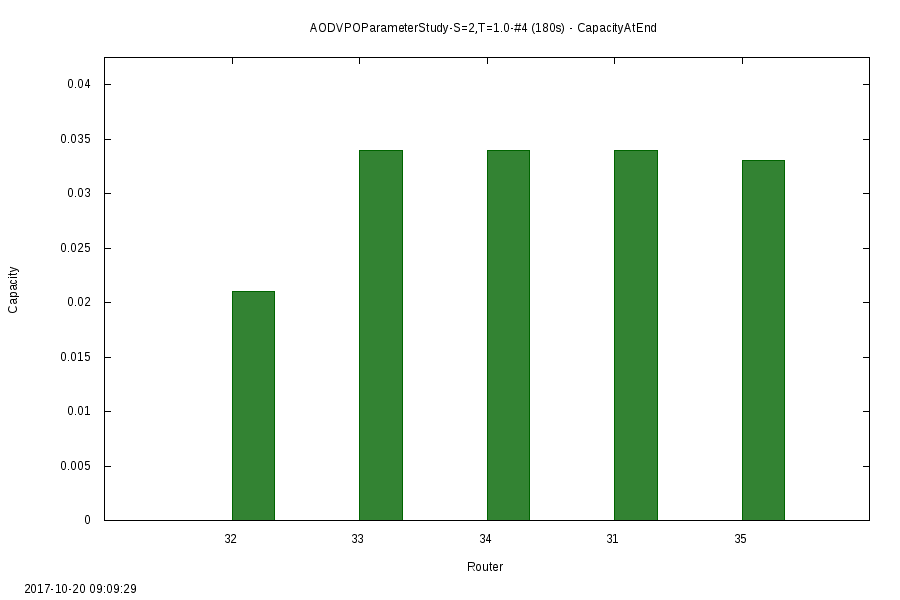 AODVPOParameterStudy-S=2,T=1.0-#4 (180s) - CapacityAtEnd
0.04
0.035
0.03
0.025
0.02
0.015
0.01
0.005
0
Capacity
32 33 34 31 35
Router
2017-10-20 09:09:29